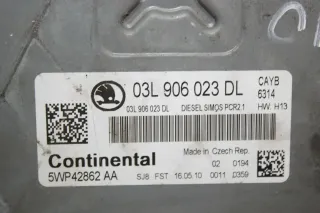 03L 906 023 DL
CAYB
6314
03L 906 023 DL DIESEL SIMOS PCR2.1 HW. H13
Continental
Made in Czech Rep.
02 0194
5WP42862 AA
SJ8 FST 16.05.10 0011 0359